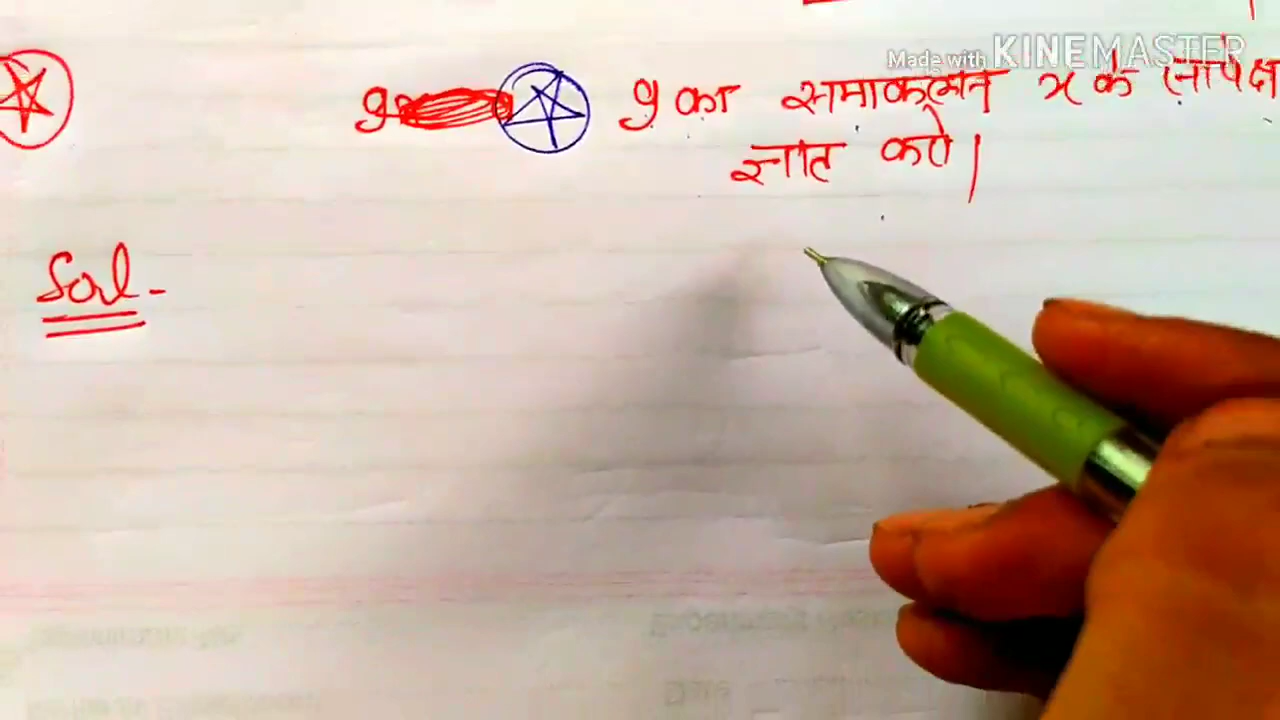 Made with KINEMASTER
y y का समाकलन x के सापेक्ष
ज्ञात करो।
Sol -